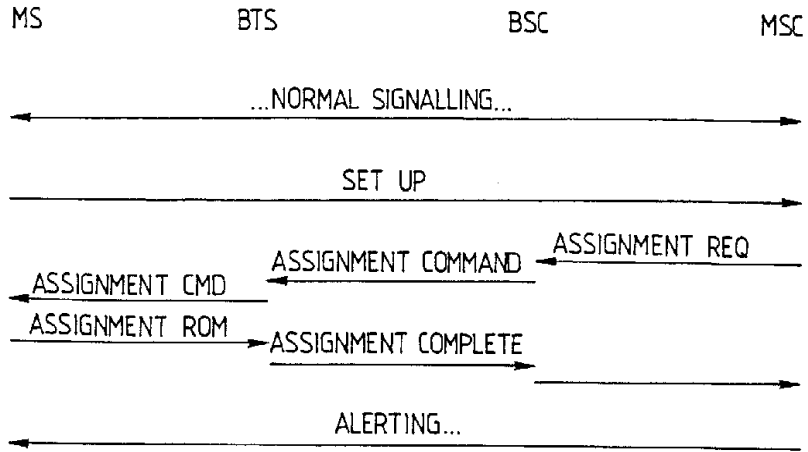 MS BTS BSC MSC
...NORMAL SIGNALLING...
SET UP
ASSIGNMENT REQ
ASSIGNMENT COMMAND
ASSIGNMENT CMD
ASSIGNMENT ROM
ASSIGNMENT COMPLETE
ALERTING...